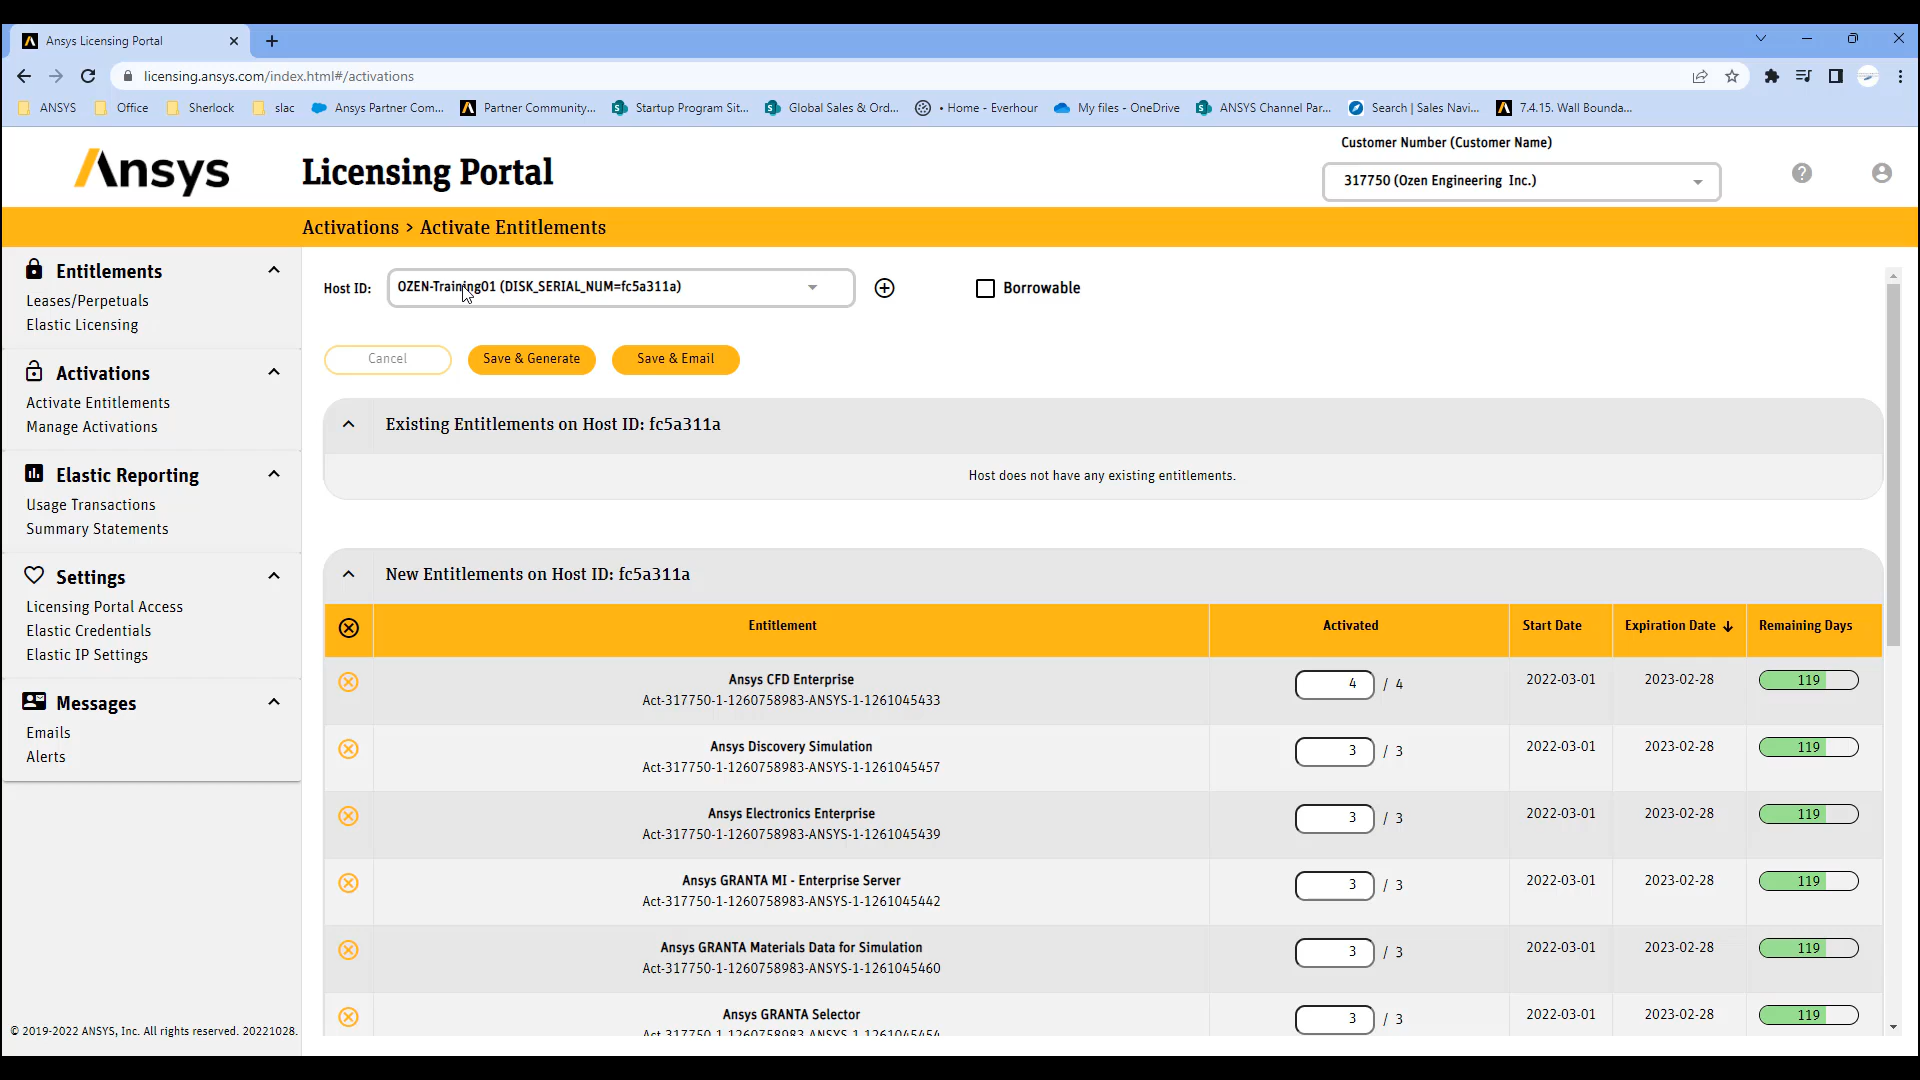 Ansys Licensing Portal
licensing.ansys.com/index.html#/activations
ANSYS
Office
Sherlock
slac
Ansys Partner Com...
Partner Community...
Startup Program Sit...
Global Sales & Ord...
• Home - Everhour
My files - OneDrive
ANSYS Channel Par...
Search | Sales Navi...
7.4.15. Wall Bounda...
Ansys
Licensing Portal
Customer Number (Customer Name)
317750 (Ozen Engineering Inc.)
Activations > Activate Entitlements
Entitlements
Leases/Perpetuals
Elastic Licensing
Activations
Activate Entitlements
Manage Activations
Elastic Reporting
Usage Transactions
Summary Statements
Settings
Licensing Portal Access
Elastic Credentials
Elastic IP Settings
Messages
Emails
Alerts
© 2019-2022 ANSYS, Inc. All rights reserved. 20221028.
Host ID: OZEN-Training01 (DISK_SERIAL_NUM=fc5a311a)
Borrowable
Cancel
Save & Generate
Save & Email
Existing Entitlements on Host ID: fc5a311a
Host does not have any existing entitlements.
New Entitlements on Host ID: fc5a311a
Entitlement Activated Start Date Expiration Date Remaining Days
Ansys CFD Enterprise
Act-317750-1-1260758983-ANSYS-1-1261045433
4 / 4 2022-03-01 2023-02-28 119
Ansys Discovery Simulation
Act-317750-1-1260758983-ANSYS-1-1261045457
3 / 3 2022-03-01 2023-02-28 119
Ansys Electronics Enterprise
Act-317750-1-1260758983-ANSYS-1-1261045439
3 / 3 2022-03-01 2023-02-28 119
Ansys GRANTA MI - Enterprise Server
Act-317750-1-1260758983-ANSYS-1-1261045442
3 / 3 2022-03-01 2023-02-28 119
Ansys GRANTA Materials Data for Simulation
Act-317750-1-1260758983-ANSYS-1-1261045460
3 / 3 2022-03-01 2023-02-28 119
Ansys GRANTA Selector
Act-317750-1-1260758983-ANSYS-1-1261045454
3 / 3 2022-03-01 2023-02-28 119